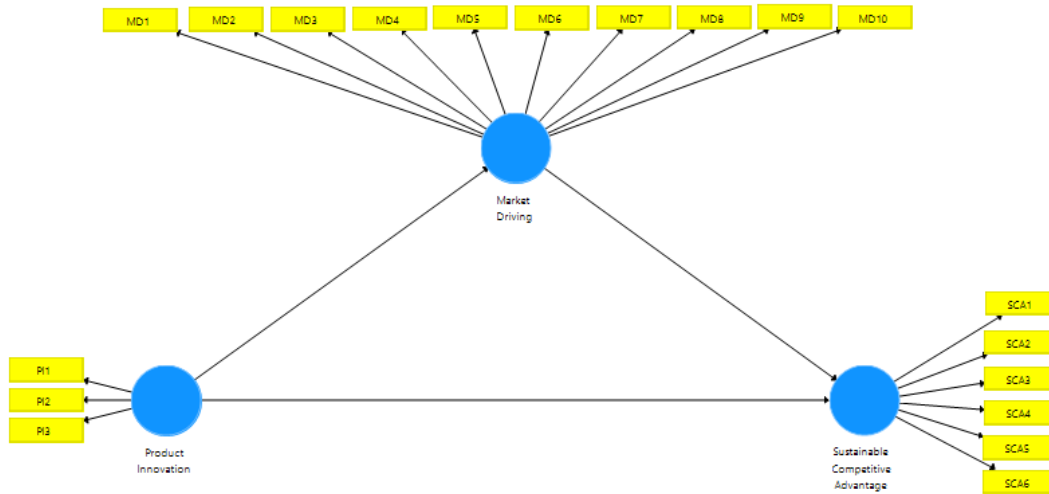 MD1
MD2
MD3
MD4
MD5
MD6
MD7
MD8
MD9
MD10
Market
Driving
SCA1
SCA2
SCA3
SCA4
SCA5
SCA6
PI1
PI2
PI3
Product
Innovation
Sustainable
Competitive
Advantage